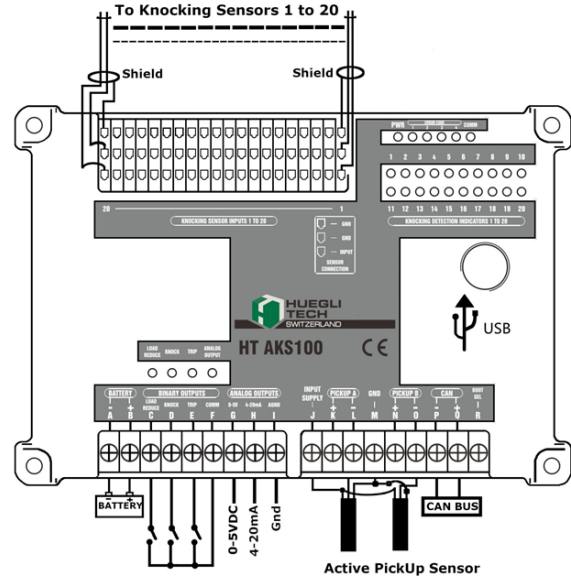 To Knocking Sensors 1 to 20
Shield Shield
PWR COMM
1 2 3 4 5 6 7 8 9 10
20 1
11 12 13 14 15 16 17 18 19 20
KNOCKING SENSOR INPUTS 1 TO 20
KNOCKING DETECTION INDICATORS 1 TO 20
GND
GND
INPUT
SENSOR
CONNECTION
HUEGLI
TECH
SWITZERLAND
HT AKS100 CE
USB
LOAD REDUCE KNOCK TRIP ANALOG OUTPUT
BATTERY BINARY OUTPUTS ANALOG OUTPUTS INPUT SUPPLY PICKUP A GND PICKUP B CAN BOOT SEL
- + LOAD REDUCE KNOCK TRIP COMM 0-5V 4-20mA AGND + - + - - +
A B C D E F G H I J K L M N O P Q R
- +
BATTERY
0-5VDC
4-20mA
Gnd
CAN BUS
Active PickUp Sensor